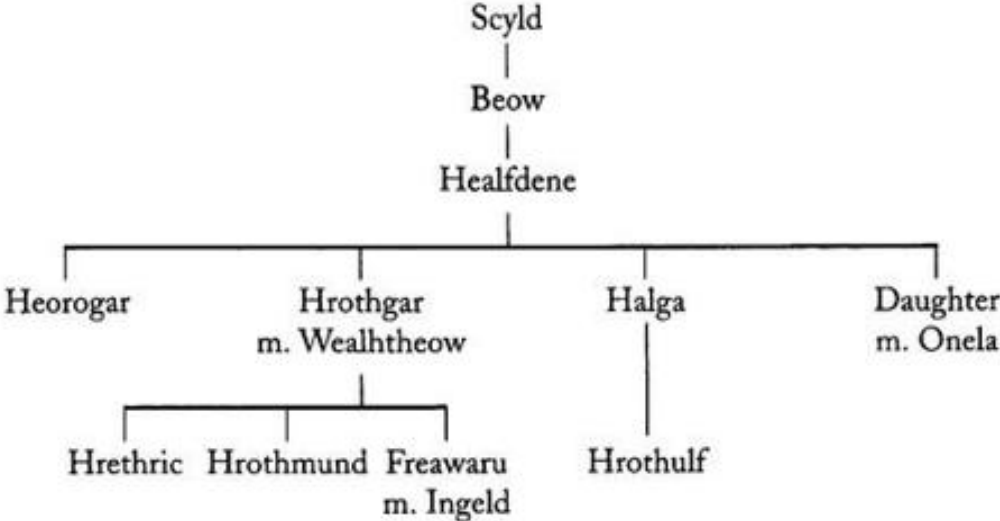 Scyld
Beow
Healfdene
Heorogar Hrothgar Halga Daughter
m. Wealhtheow m. Onela
Hrethric Hrothmund Freawaru Hrothulf
m. Ingeld